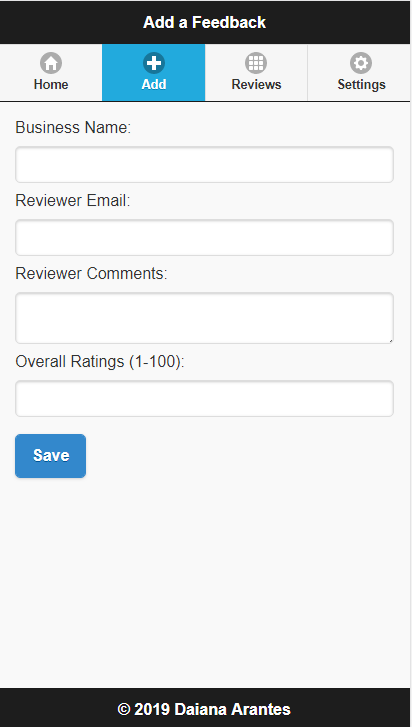 Add a Feedback
Home Add Reviews Settings
Business Name:
Reviewer Email:
Reviewer Comments:
Overall Ratings (1-100):
Save
© 2019 Daiana Arantes